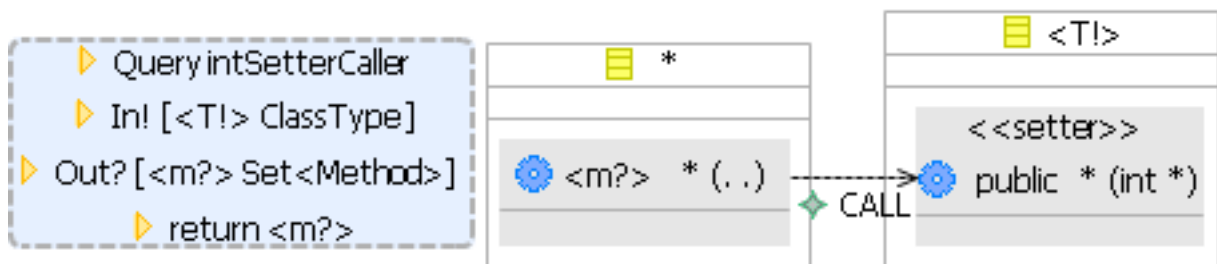 Query intSetterCaller
In! [<T!> ClassType]
Out? [<m?> Set<Method>]
return <m?>
*
<m?> * (. .)
CALL
<T!>
<<setter>>
public * (int *)